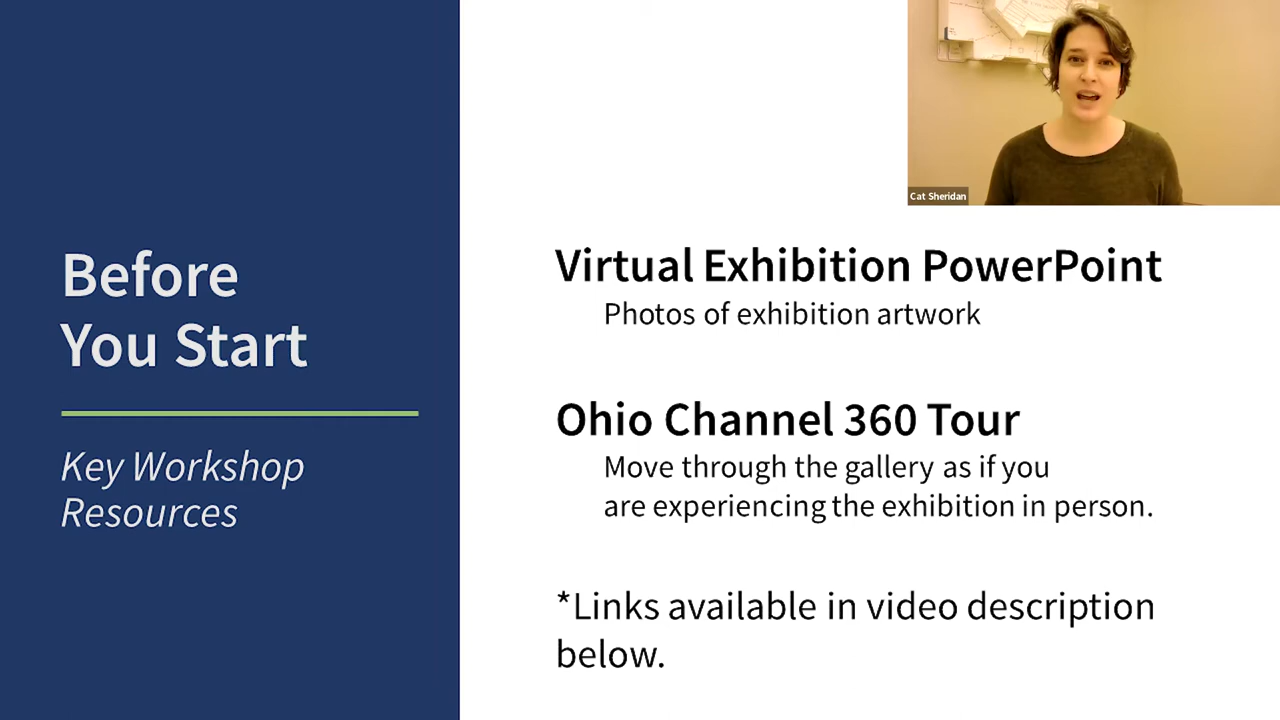 Before
You Start
Key Workshop
Resources
Cat Sheridan
Virtual Exhibition PowerPoint
Photos of exhibition artwork
Ohio Channel 360 Tour
Move through the gallery as if you
are experiencing the exhibition in person.
*Links available in video description
below.